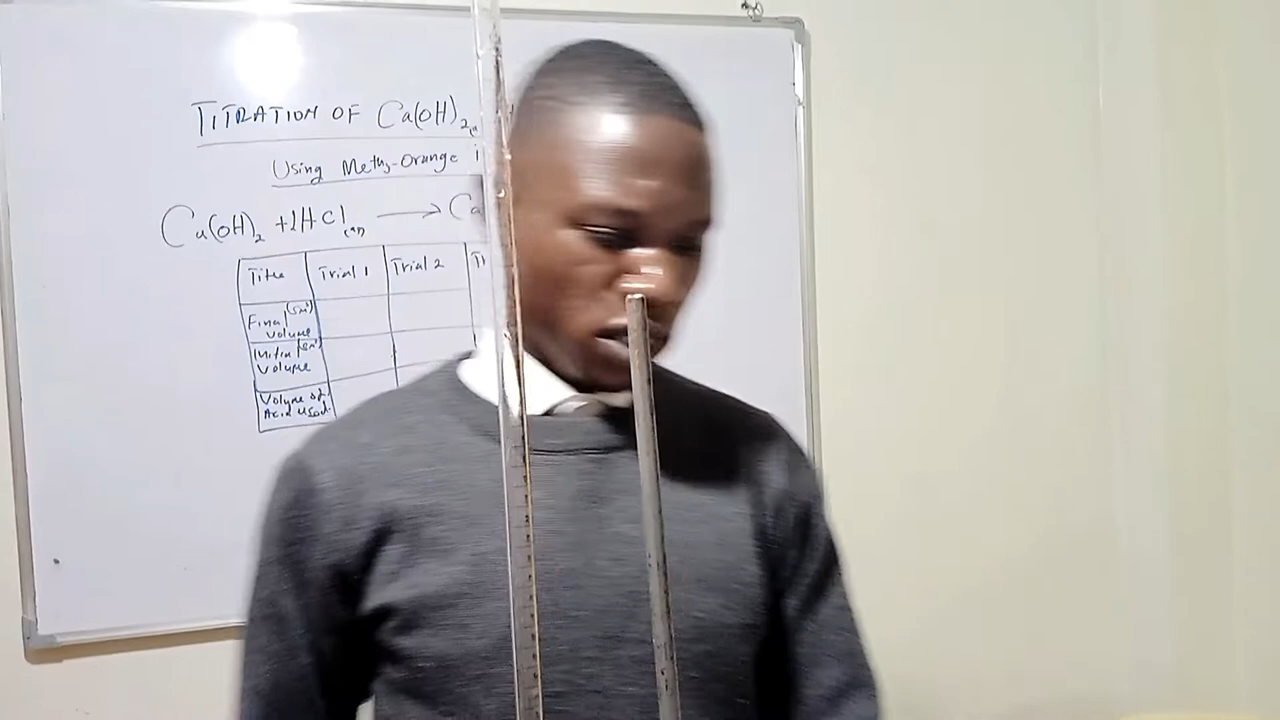 TITRATION OF Ca(OH)2
Using Methy-Orange
Ca(OH)2 + 2HCl(aq) → Ca
Titre Trial 1 Trial 2
Final (cm³)
Volume
Initial (cm³)
Volume
Volume of
Acid used